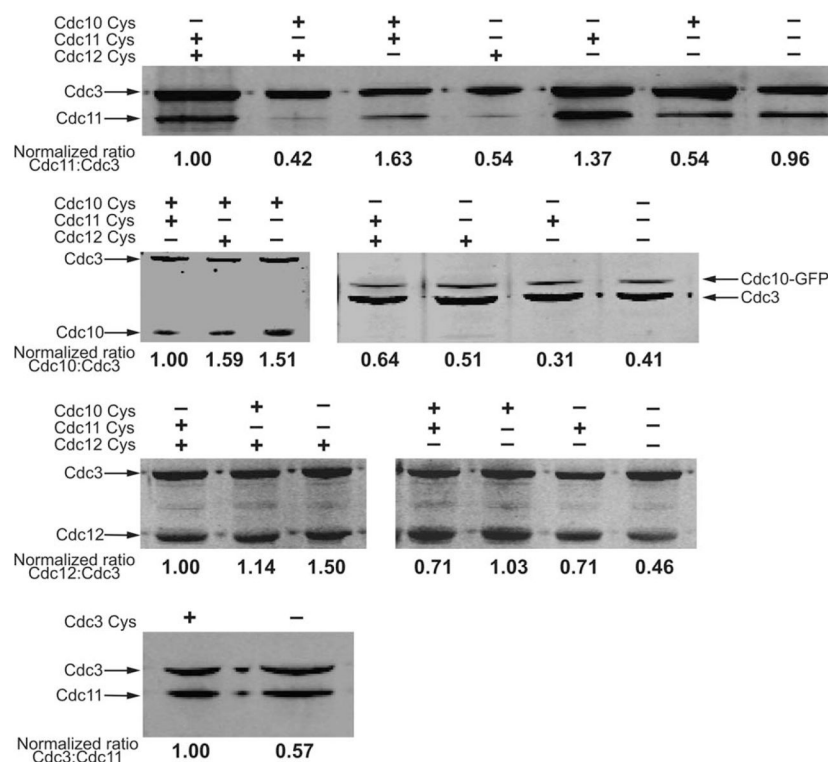 Cdc10 Cys − + + − − + −
Cdc11 Cys + − + − + − −
Cdc12 Cys + + − + − − −
Cdc3
Cdc11
Normalized ratio
Cdc11:Cdc3
1.00 0.42 1.63 0.54 1.37 0.54 0.96
Cdc10 Cys + + + − − − −
Cdc11 Cys + − − + − + −
Cdc12 Cys − + − + + − −
Cdc3
Cdc10-GFP
Cdc3
Cdc10
Normalized ratio
Cdc10:Cdc3
1.00 1.59 1.51 0.64 0.51 0.31 0.41
Cdc10 Cys − + − + + − −
Cdc11 Cys + − − + − + −
Cdc12 Cys + + + − − − −
Cdc3
Cdc12
Normalized ratio
Cdc12:Cdc3
1.00 1.14 1.50 0.71 1.03 0.71 0.46
Cdc3 Cys + −
Cdc3
Cdc11
Normalized ratio
Cdc3:Cdc11
1.00 0.57